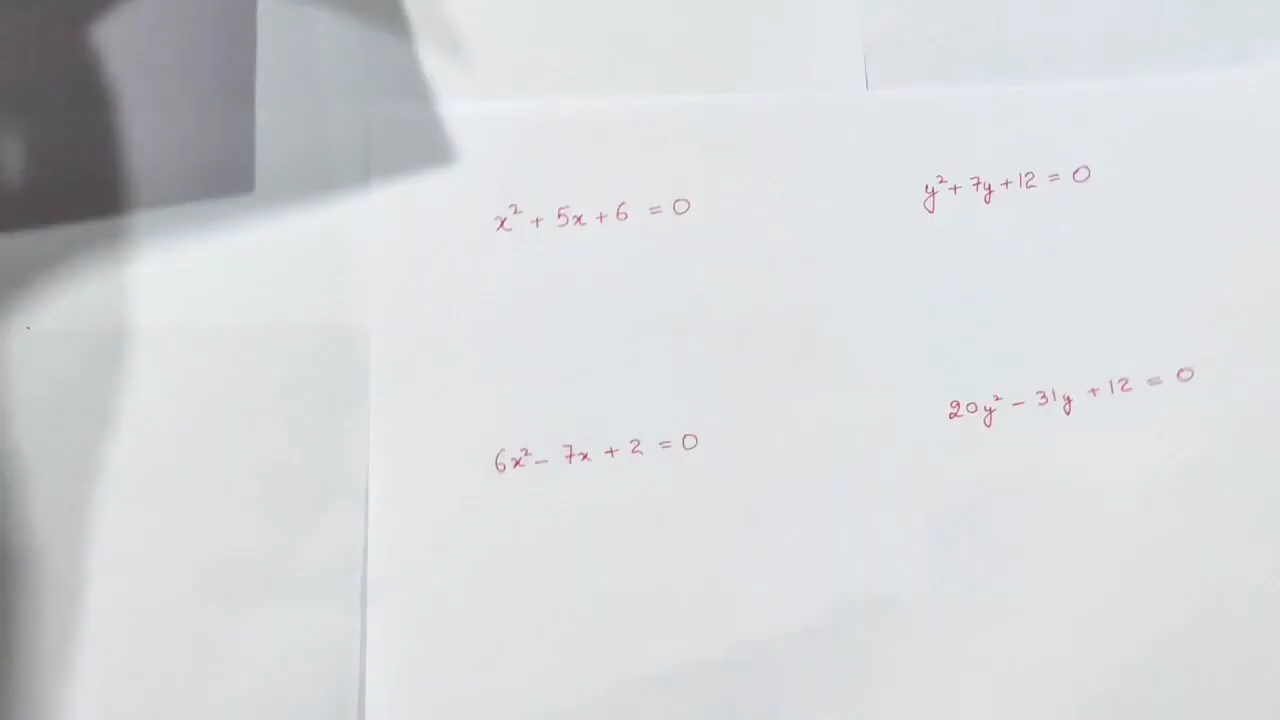 x² + 5x + 6 = 0
y² + 7y + 12 = 0
6x² - 7x + 2 = 0
20y² - 31y + 12 = 0